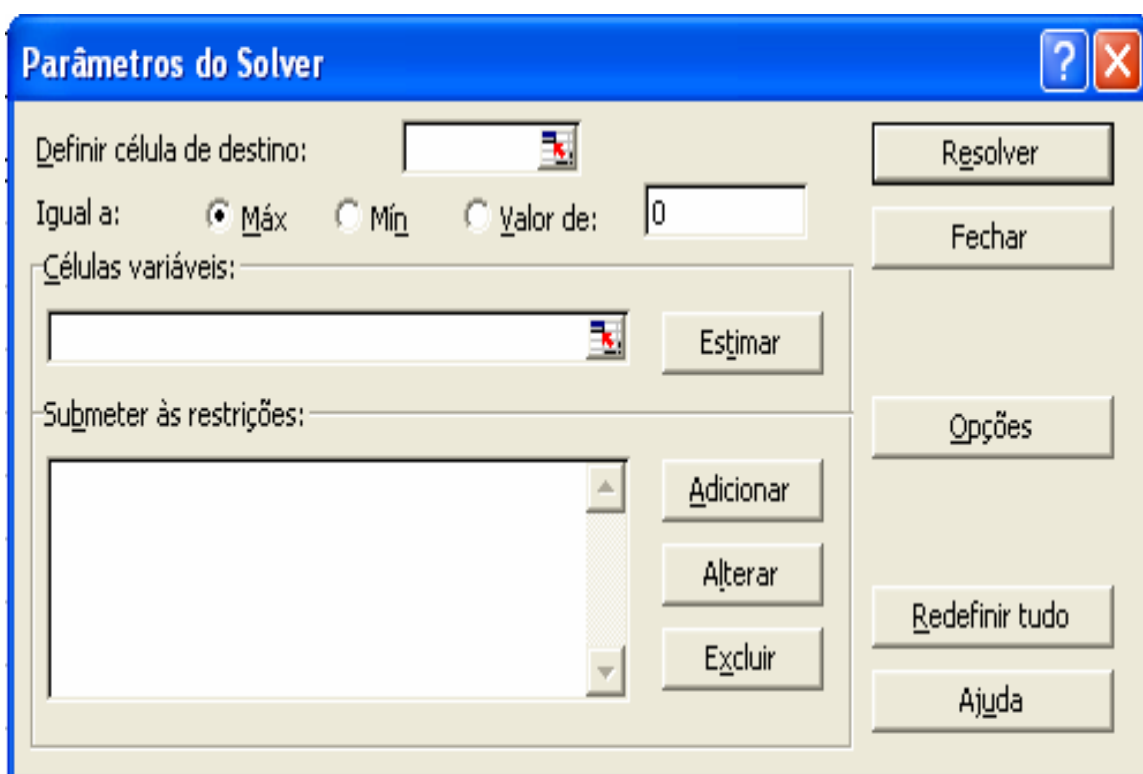 Parâmetros do Solver
?
X
Definir célula de destino:
Resolver
Igual a:
Máx
Mín
Valor de:
0
Fechar
Células variáveis:
Estimar
Submeter às restrições:
Opções
Adicionar
Alterar
Redefinir tudo
Excluir
Ajuda